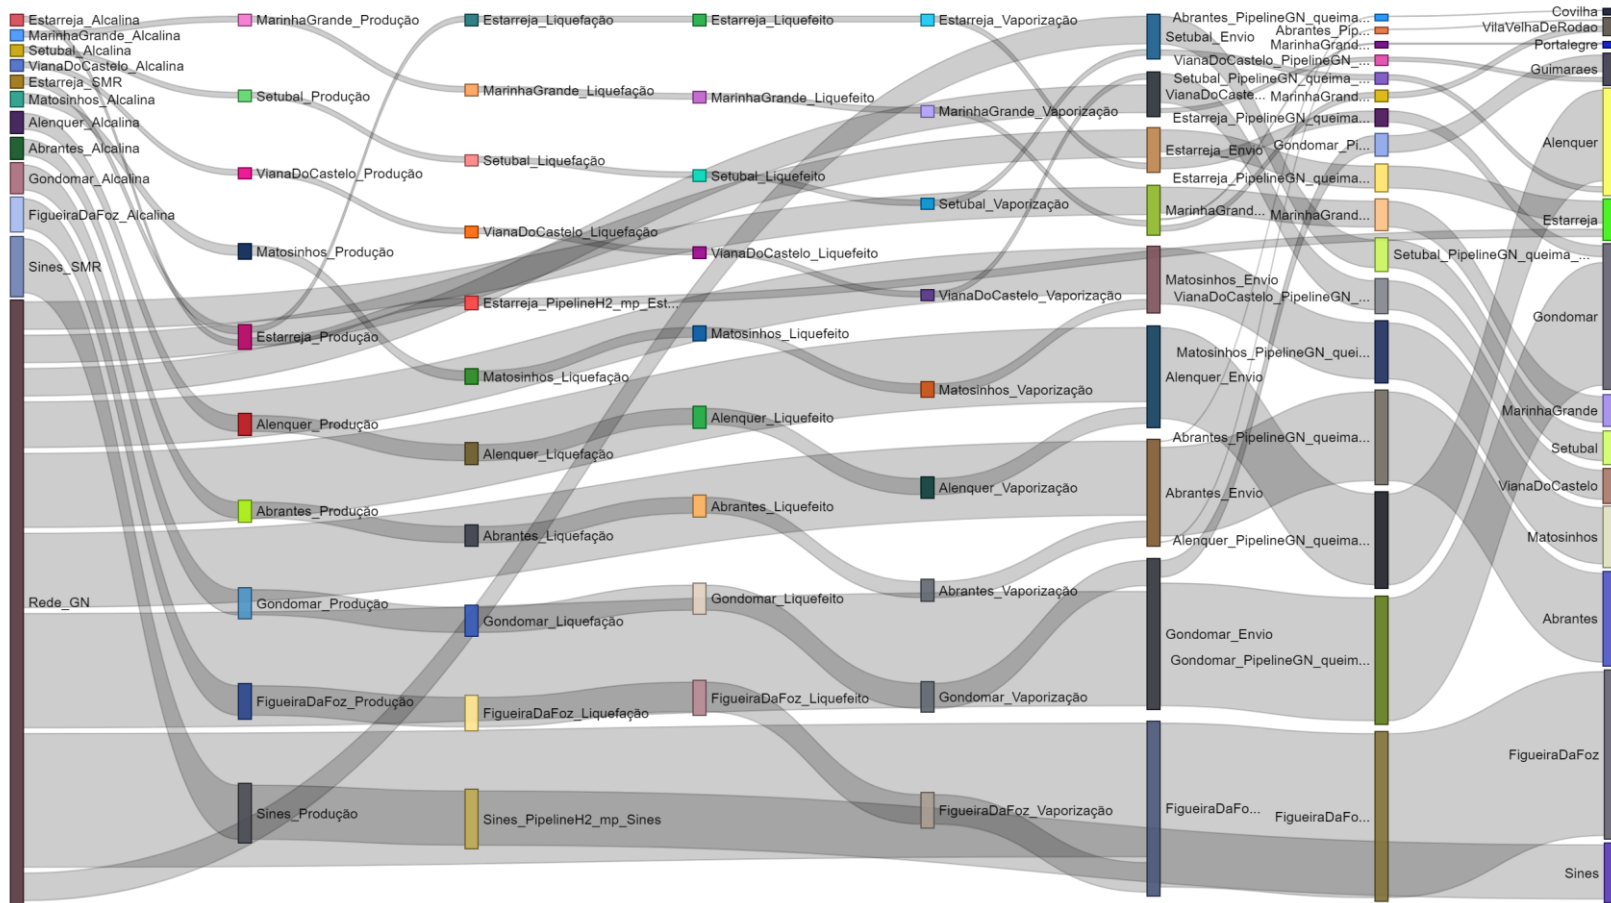 Estarreja_Alcalina
MarinhaGrande_Alcalina
Setubal_Alcalina
VianaDoCastelo_Alcalina
Estarreja_SMR
Matosinhos_Alcalina
Alenquer_Alcalina
Abrantes_Alcalina
Gondomar_Alcalina
FigueiraDaFoz_Alcalina
Sines_SMR
Rede_GN
MarinhaGrande_Produção
Setubal_Produção
VianaDoCastelo_Produção
Matosinhos_Produção
Estarreja_Produção
Alenquer_Produção
Abrantes_Produção
Gondomar_Produção
FigueiraDaFoz_Produção
Sines_Produção
Estarreja_Liquefação
MarinhaGrande_Liquefação
Setubal_Liquefação
VianaDoCastelo_Liquefação
Estarreja_PipelineH2_mp_Est...
Matosinhos_Liquefação
Alenquer_Liquefação
Abrantes_Liquefação
Gondomar_Liquefação
FigueiraDaFoz_Liquefação
Sines_PipelineH2_mp_Sines
Estarreja_Liquefeito
MarinhaGrande_Liquefeito
Setubal_Liquefeito
VianaDoCastelo_Liquefeito
Matosinhos_Liquefeito
Alenquer_Liquefeito
Abrantes_Liquefeito
Gondomar_Liquefeito
FigueiraDaFoz_Liquefeito
Estarreja_Vaporização
MarinhaGrande_Vaporização
Setubal_Vaporização
VianaDoCastelo_Vaporização
Matosinhos_Vaporização
Alenquer_Vaporização
Abrantes_Vaporização
Gondomar_Vaporização
FigueiraDaFoz_Vaporização
Setubal_Envio
VianaDoCaste...
Estarreja_Envio
MarinhaGrand...
Matosinhos_Envio
Alenquer_Envio
Abrantes_Envio
Gondomar_Envio
FigueiraDaFo...
Abrantes_PipelineGN_queima...
Abrantes_Pip...
MarinhaGrand...
VianaDoCastelo_PipelineGN_...
Setubal_PipelineGN_queima_...
MarinhaGrand...
Estarreja_PipelineGN_queima...
Gondomar_Pi...
Estarreja_PipelineGN_queima...
MarinhaGrand...
Setubal_PipelineGN_queima_...
VianaDoCastelo_PipelineGN_...
Matosinhos_PipelineGN_quei...
Abrantes_PipelineGN_queima...
Alenquer_PipelineGN_queima...
Gondomar_PipelineGN_queim...
FigueiraDaFo...
Covilha
VilaVelhaDeRodao
Portalegre
Guimaraes
Alenquer
Estarreja
Gondomar
MarinhaGrande
Setubal
VianaDoCastelo
Matosinhos
Abrantes
FigueiraDaFoz
Sines